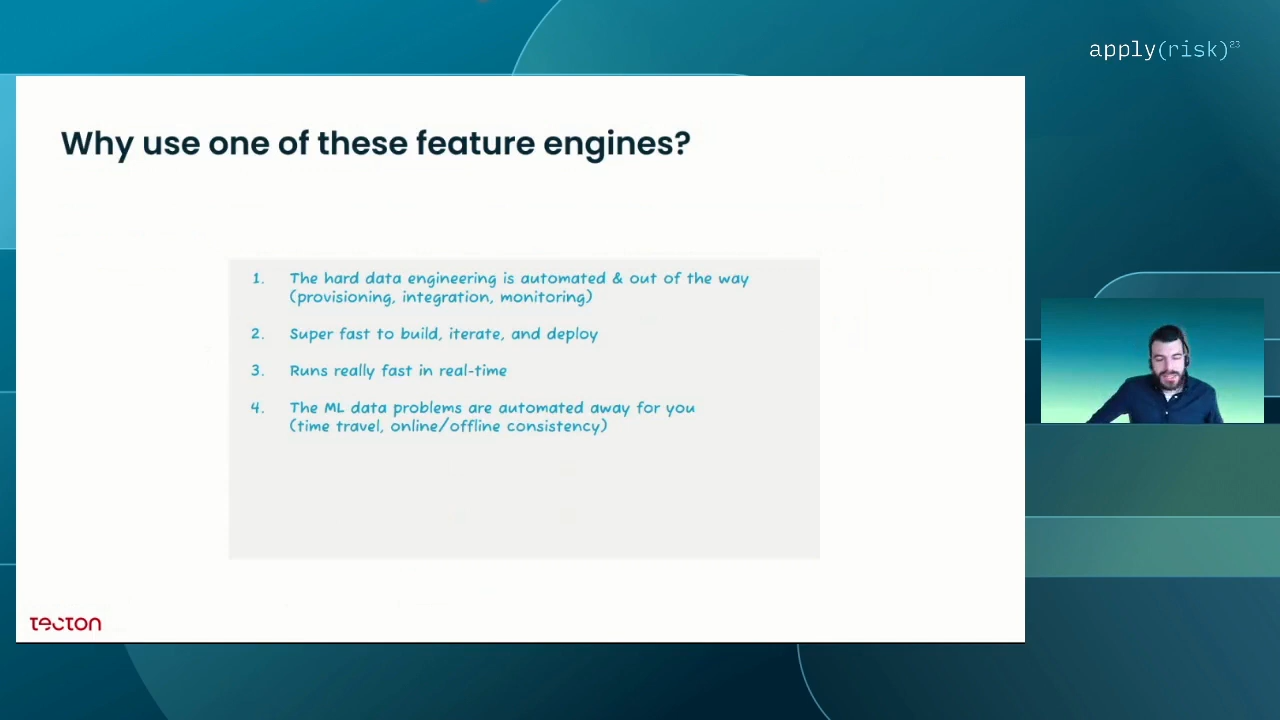 apply(risk)23
Why use one of these feature engines?
1. The hard data engineering is automated & out of the way
(provisioning, integration, monitoring)
2. Super fast to build, iterate, and deploy
3. Runs really fast in real-time
4. The ML data problems are automated away for you
(time travel, online/offline consistency)
tecton